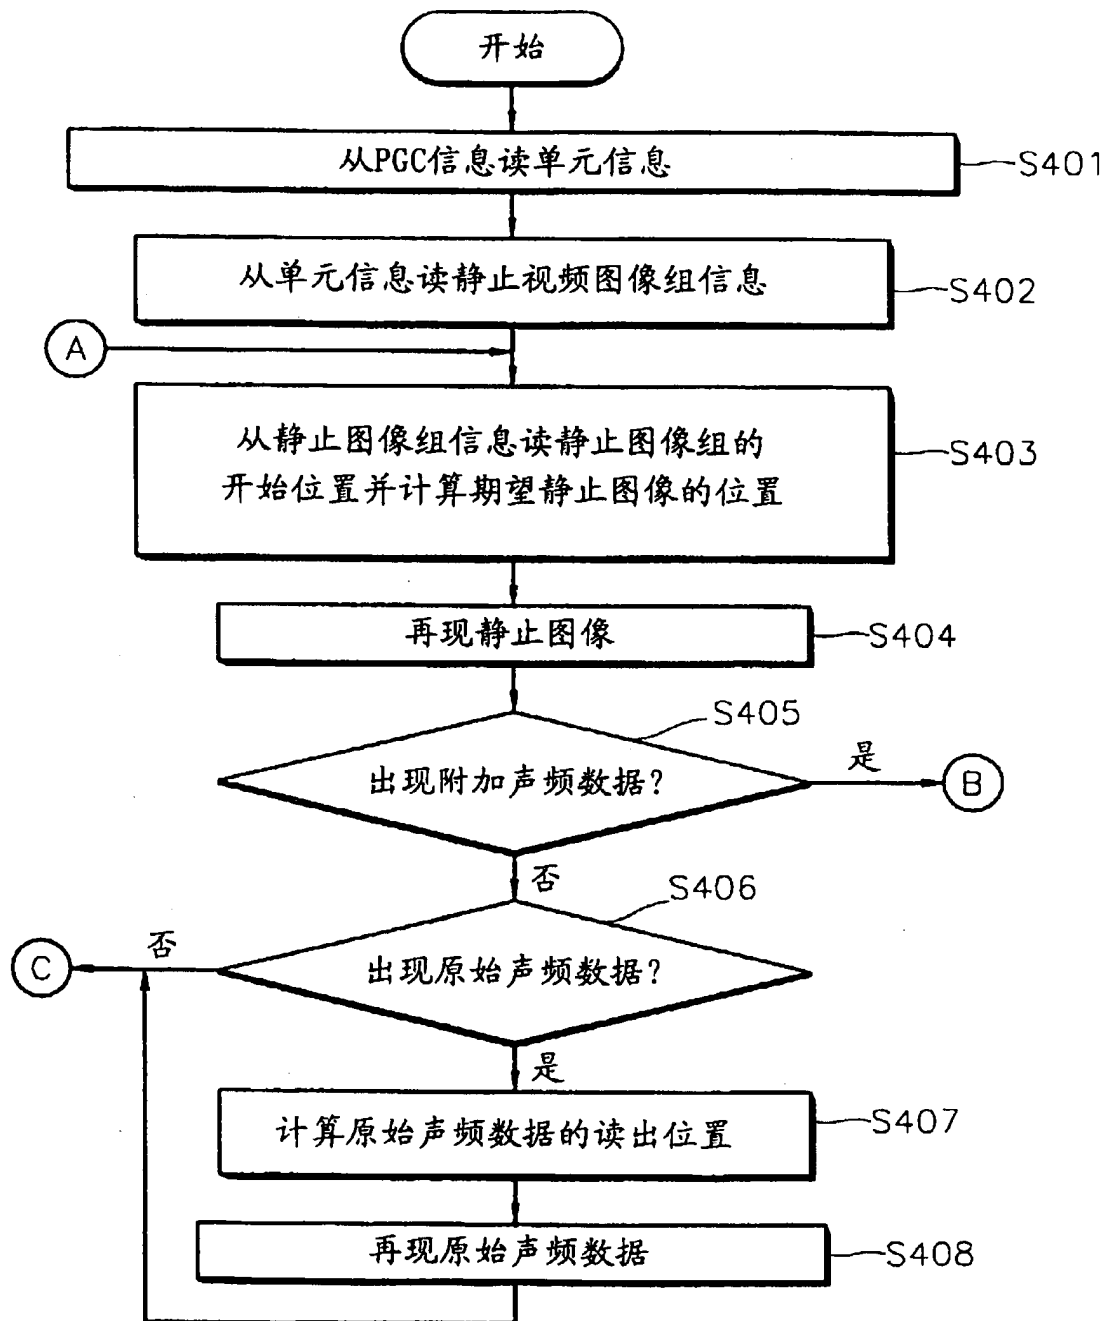 开始
从PGC信息读单元信息
S401
从单元信息读静止视频图像组信息
S402
A
从静止图像组信息读静止图像组的
开始位置并计算期望静止图像的位置
S403
再现静止图像
S404
S405
出现附加声频数据?
是
B
否
S406
出现原始声频数据?
否
C
是
计算原始声频数据的读出位置
S407
再现原始声频数据
S408